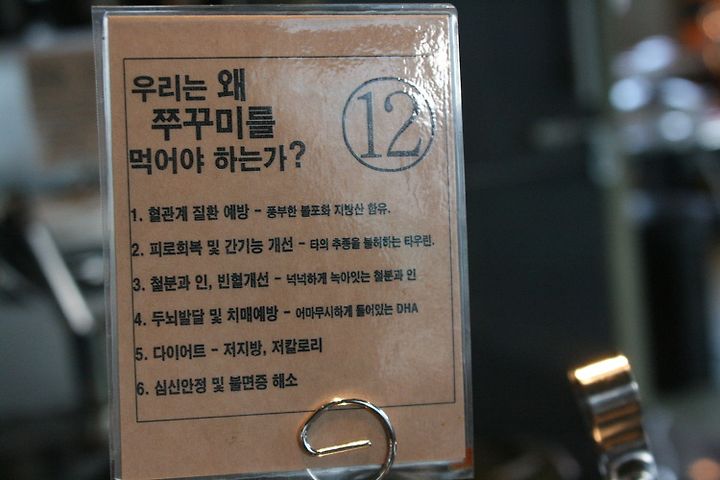 우리는 왜
쭈꾸미를
먹어야 하는가?
12
1. 혈관계 질환 예방 - 풍부한 불포화 지방산 함유.
2. 피로회복 및 간기능 개선 - 타의 추종을 불허하는 타우린.
3. 철분과 인, 빈혈개선 - 넉넉하게 녹아잇는 철분과 인
4. 두뇌발달 및 치매예방 - 어마무시하게 들어있는 DHA
5. 다이어트 - 저지방, 저칼로리
6. 심신안정 및 불면증 해소